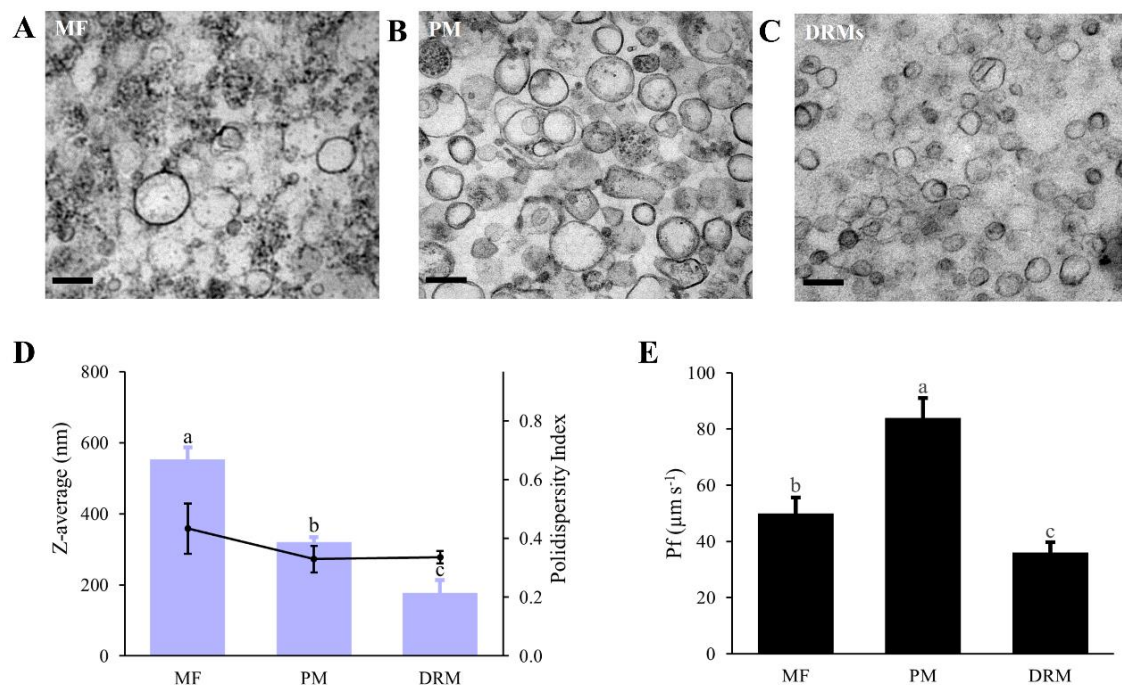 A MF
B PM
C DRMs
D
800
600
400
200
0
Z-average (nm)
a
b
c
0.8
0.6
0.4
0.2
0.0
Polidispersity Index
MF PM DRM
E
100
80
60
40
20
0
Pf (µm s⁻¹)
b
a
c
MF PM DRM